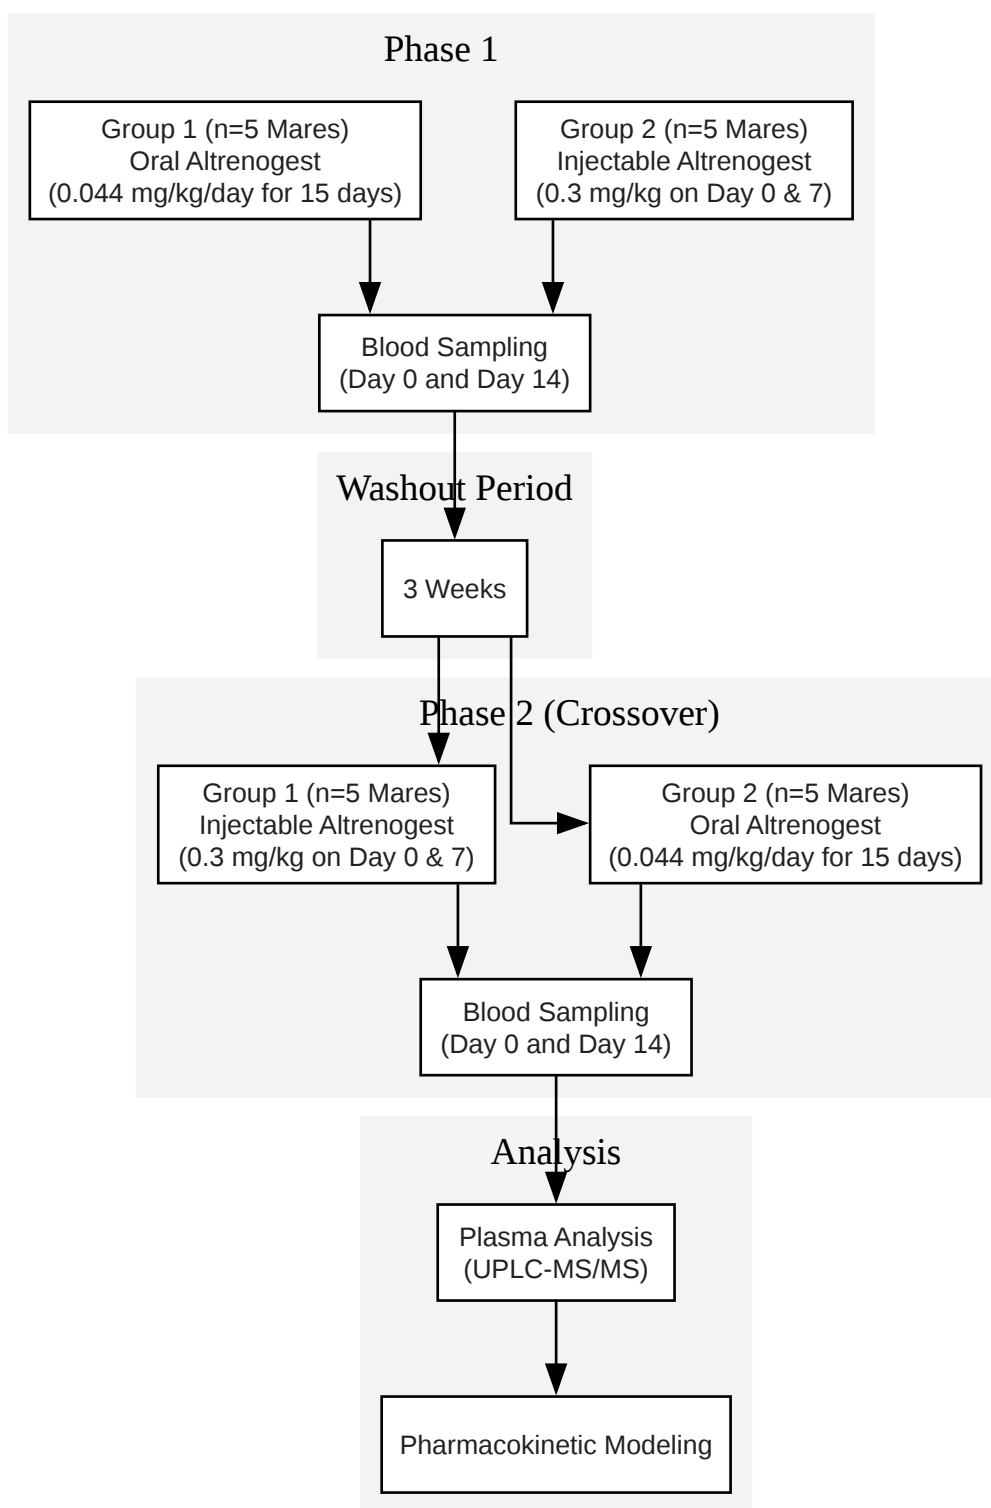 Phase 1
Group 1 (n=5 Mares)
Oral Altrenogest
(0.044 mg/kg/day for 15 days)
Group 2 (n=5 Mares)
Injectable Altrenogest
(0.3 mg/kg on Day 0 & 7)
Blood Sampling
(Day 0 and Day 14)
Washout Period
3 Weeks
Phase 2 (Crossover)
Group 1 (n=5 Mares)
Injectable Altrenogest
(0.3 mg/kg on Day 0 & 7)
Group 2 (n=5 Mares)
Oral Altrenogest
(0.044 mg/kg/day for 15 days)
Blood Sampling
(Day 0 and Day 14)
Analysis
Plasma Analysis
(UPLC-MS/MS)
Pharmacokinetic Modeling